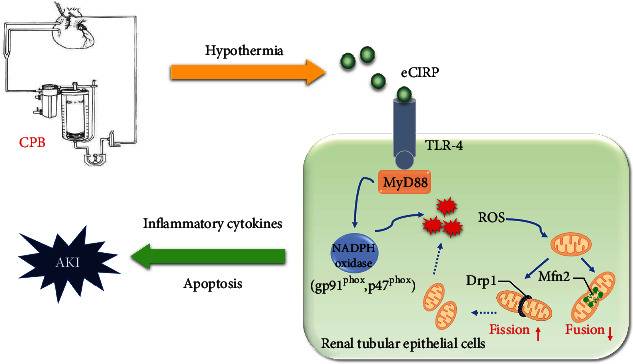 Hypothermia
eCIRP
CPB
TLR-4
MyD88
Inflammatory cytokines
ROS
NADPH
oxidase
AKI
Apoptosis
(gp91phox,p47phox)
Drp1
Mfn2
Fission
Fusion
Renal tubular epithelial cells